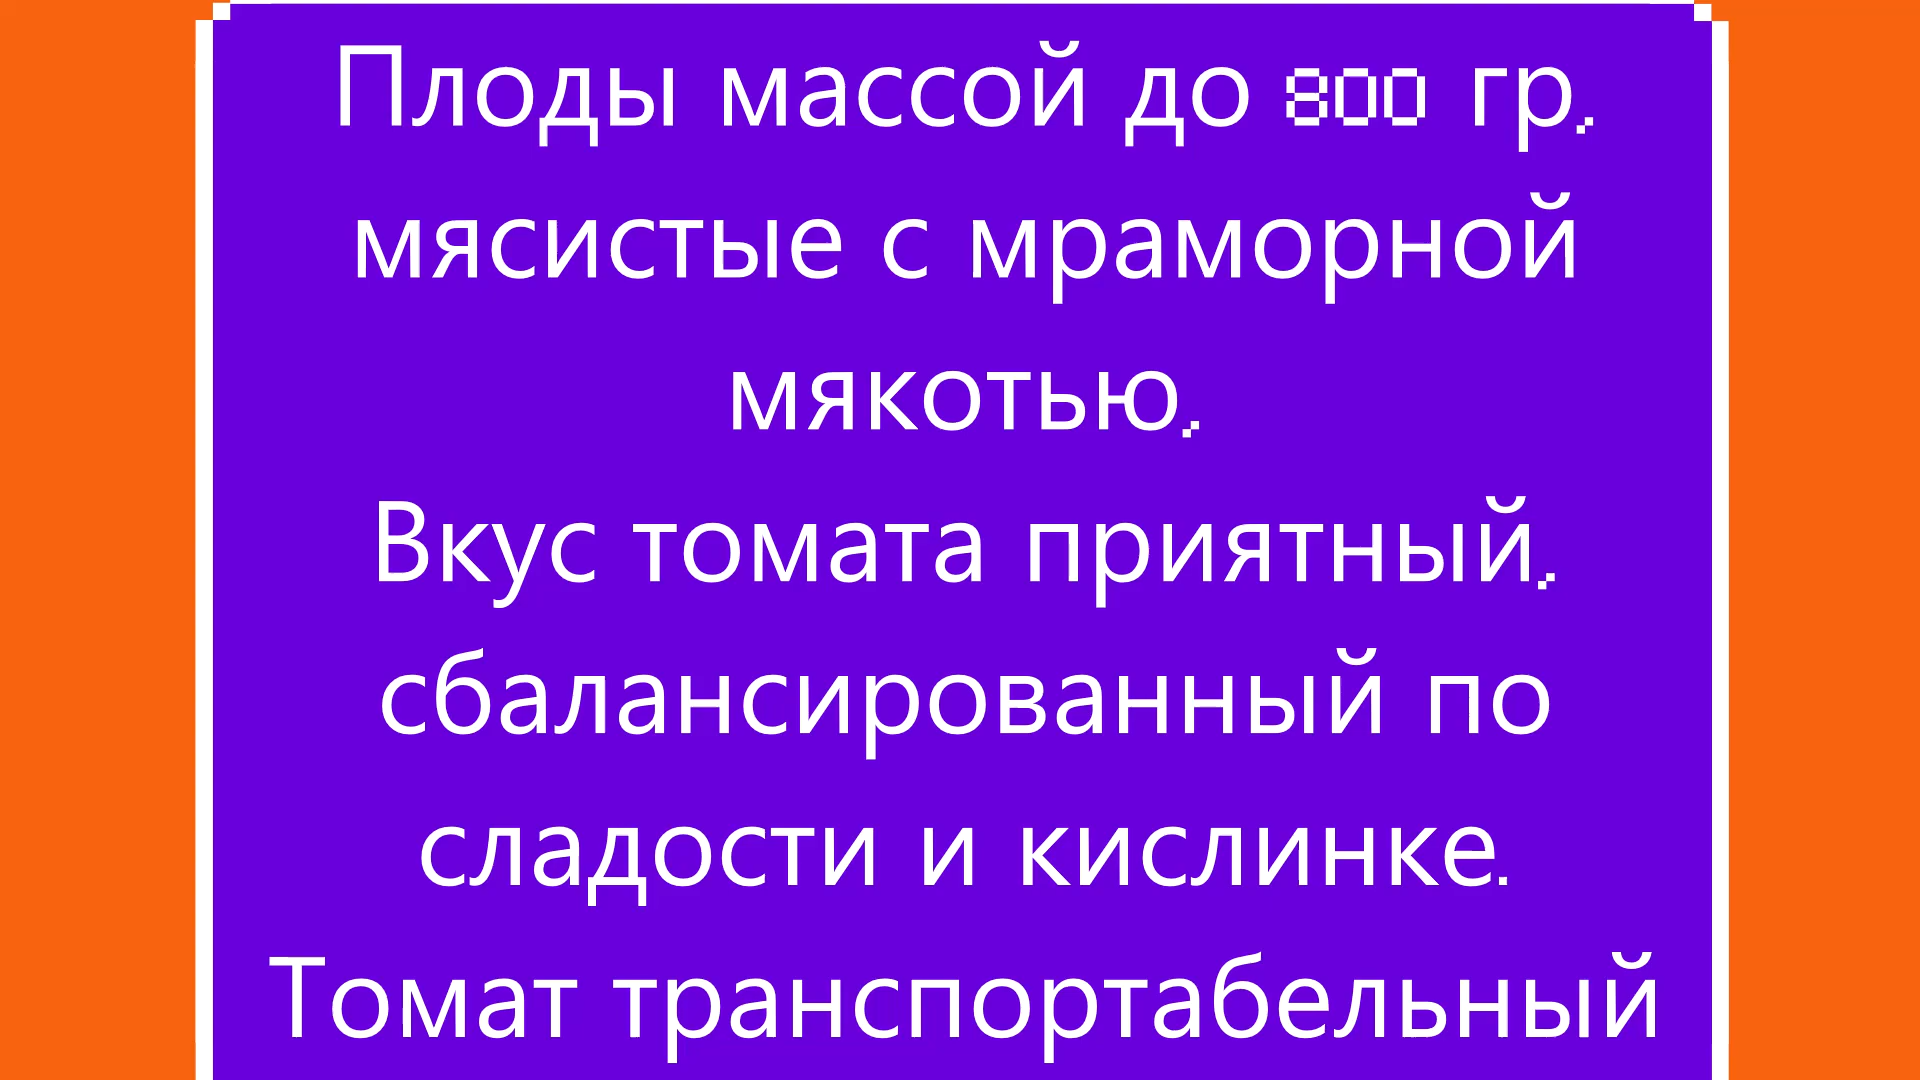 Плоды массой до 800 гр,
мясистые с мраморной
мякотью,
Вкус томата приятный,
сбалансированный по
сладости и кислинке.
Томат транспортабельный